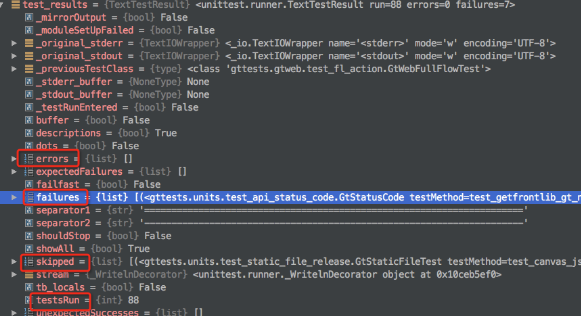 test_results = {TextTestResult} <unittest.runner.TextTestResult run=88 errors=0 failures=7>
_mirrorOutput = {bool} False
_moduleSetUpFailed = {bool} False
_original_stderr = {TextIOWrapper} <_io.TextIOWrapper name='<stderr>' mode='w' encoding='UTF-8'>
_original_stdout = {TextIOWrapper} <_io.TextIOWrapper name='<stdout>' mode='w' encoding='UTF-8'>
_previousTestClass = {type} <class 'gttests.gtweb.test_fl_action.GtWebFullFlowTest'>
_stderr_buffer = {NoneType} None
_stdout_buffer = {NoneType} None
_testRunEntered = {bool} False
buffer = {bool} False
descriptions = {bool} True
dots = {bool} False
errors = {list} []
expectedFailures = {list} []
failfast = {bool} False
failures = {list} [(<gttests.units.test_api_status_code.GtStatusCode testMethod=test_getfrontlib_gt_r
separator1 = {str} '======================================================================'
separator2 = {str} '----------------------------------------------------------------------'
shouldStop = {bool} False
showAll = {bool} True
skipped = {list} [(<gttests.units.test_static_file_release.GtStaticFileTest testMethod=test_canvas_js
stream = {_WritelnDecorator} <unittest.runner._WritelnDecorator object at 0x10ceb5ef0>
tb_locals = {bool} False
testsRun = {int} 88
unexpectedSuccesses = {list} []